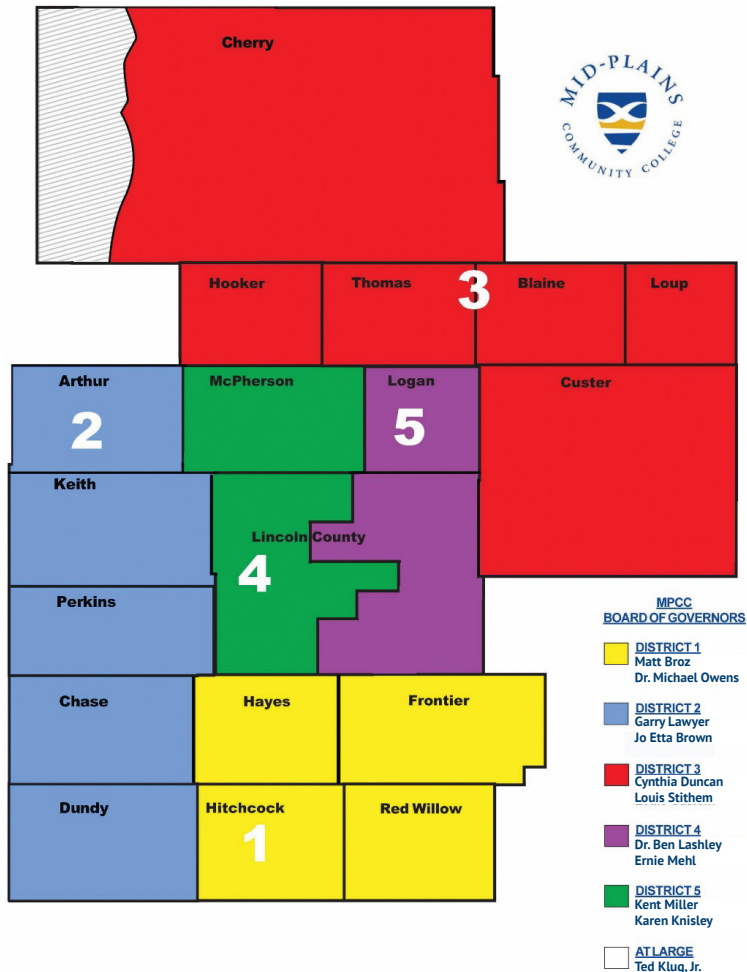 Cherry
MID-PLAINS
COMMUNITY COLLEGE
Hooker
Thomas
3
Blaine
Loup
Arthur
McPherson
Logan
Custer
2
5
Keith
Lincoln County
4
Perkins
MPCC
BOARD OF GOVERNORS
DISTRICT 1
Matt Broz
Dr. Michael Owens
Chase
Hayes
Frontier
DISTRICT 2
Garry Lawyer
Jo Etta Brown
DISTRICT 3
Cynthia Duncan
Louis Stithem
Dundy
Hitchcock
Red Willow
1
DISTRICT 4
Dr. Ben Lashley
Ernie Mehl
DISTRICT 5
Kent Miller
Karen Knisley
AT LARGE
Ted Klug, Jr.